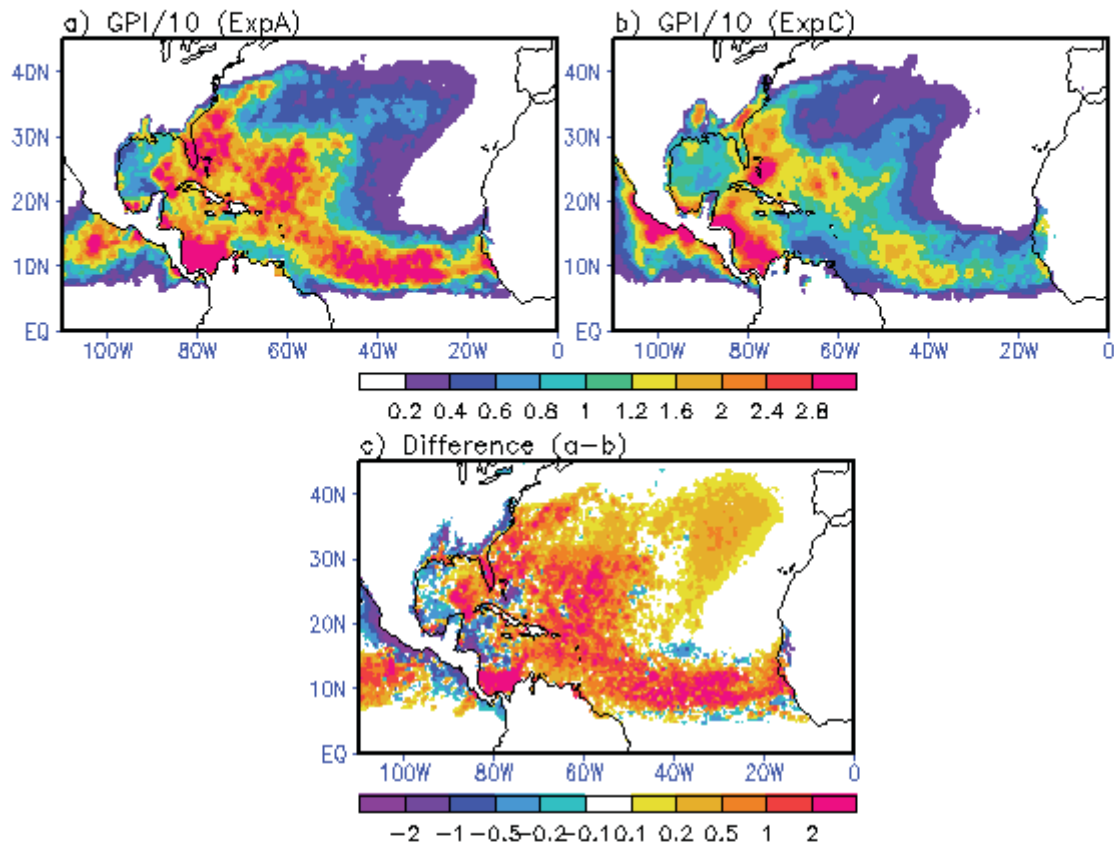 a) GPI/10 (ExpA)
b) GPI/10 (ExpC)
40N
30N
20N
10N
EQ
100W 80W 60W 40W 20W 0
40N
30N
20N
10N
EQ
100W 80W 60W 40W 20W 0
0.2 0.4 0.6 0.8 1 1.2 1.6 2 2.4 2.8
c) Difference (a-b)
40N
30N
20N
10N
EQ
100W 80W 60W 40W 20W 0
-2 -1 -0.5 -0.2 -0.1 0.1 0.2 0.5 1 2